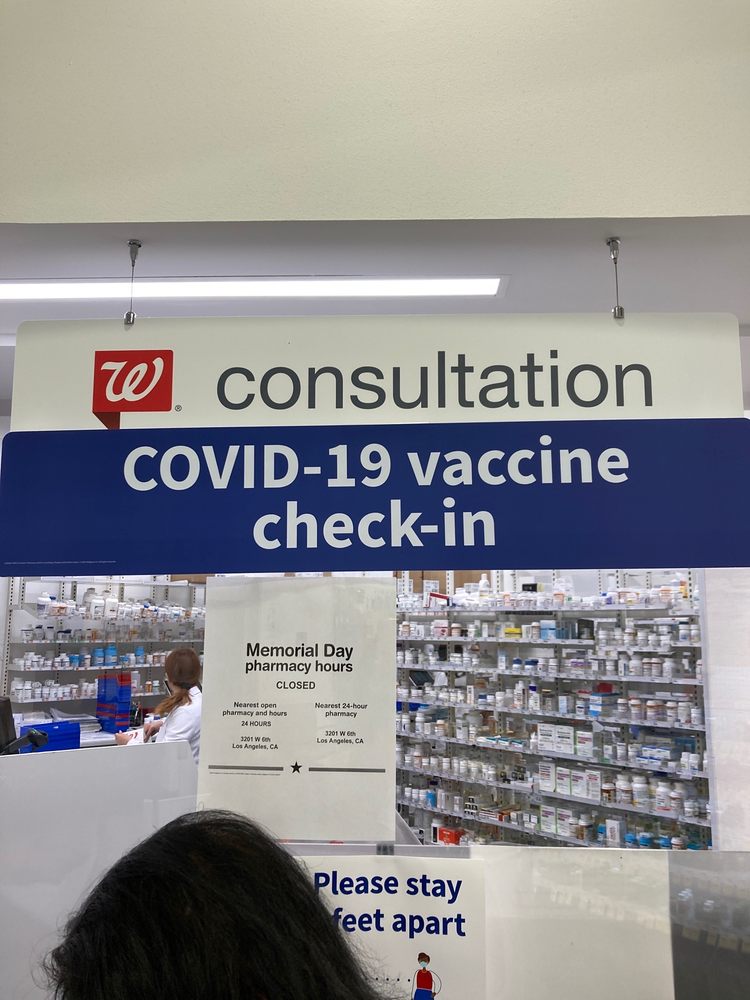 W
consultation
COVID-19 vaccine
check-in
Memorial Day
pharmacy hours
CLOSED
Nearest open
pharmacy and hours
24 HOURS
3201 W 6th
Los Angeles, CA
Nearest 24-hour
pharmacy
3201 W 6th
Los Angeles, CA
Please stay
feet apart